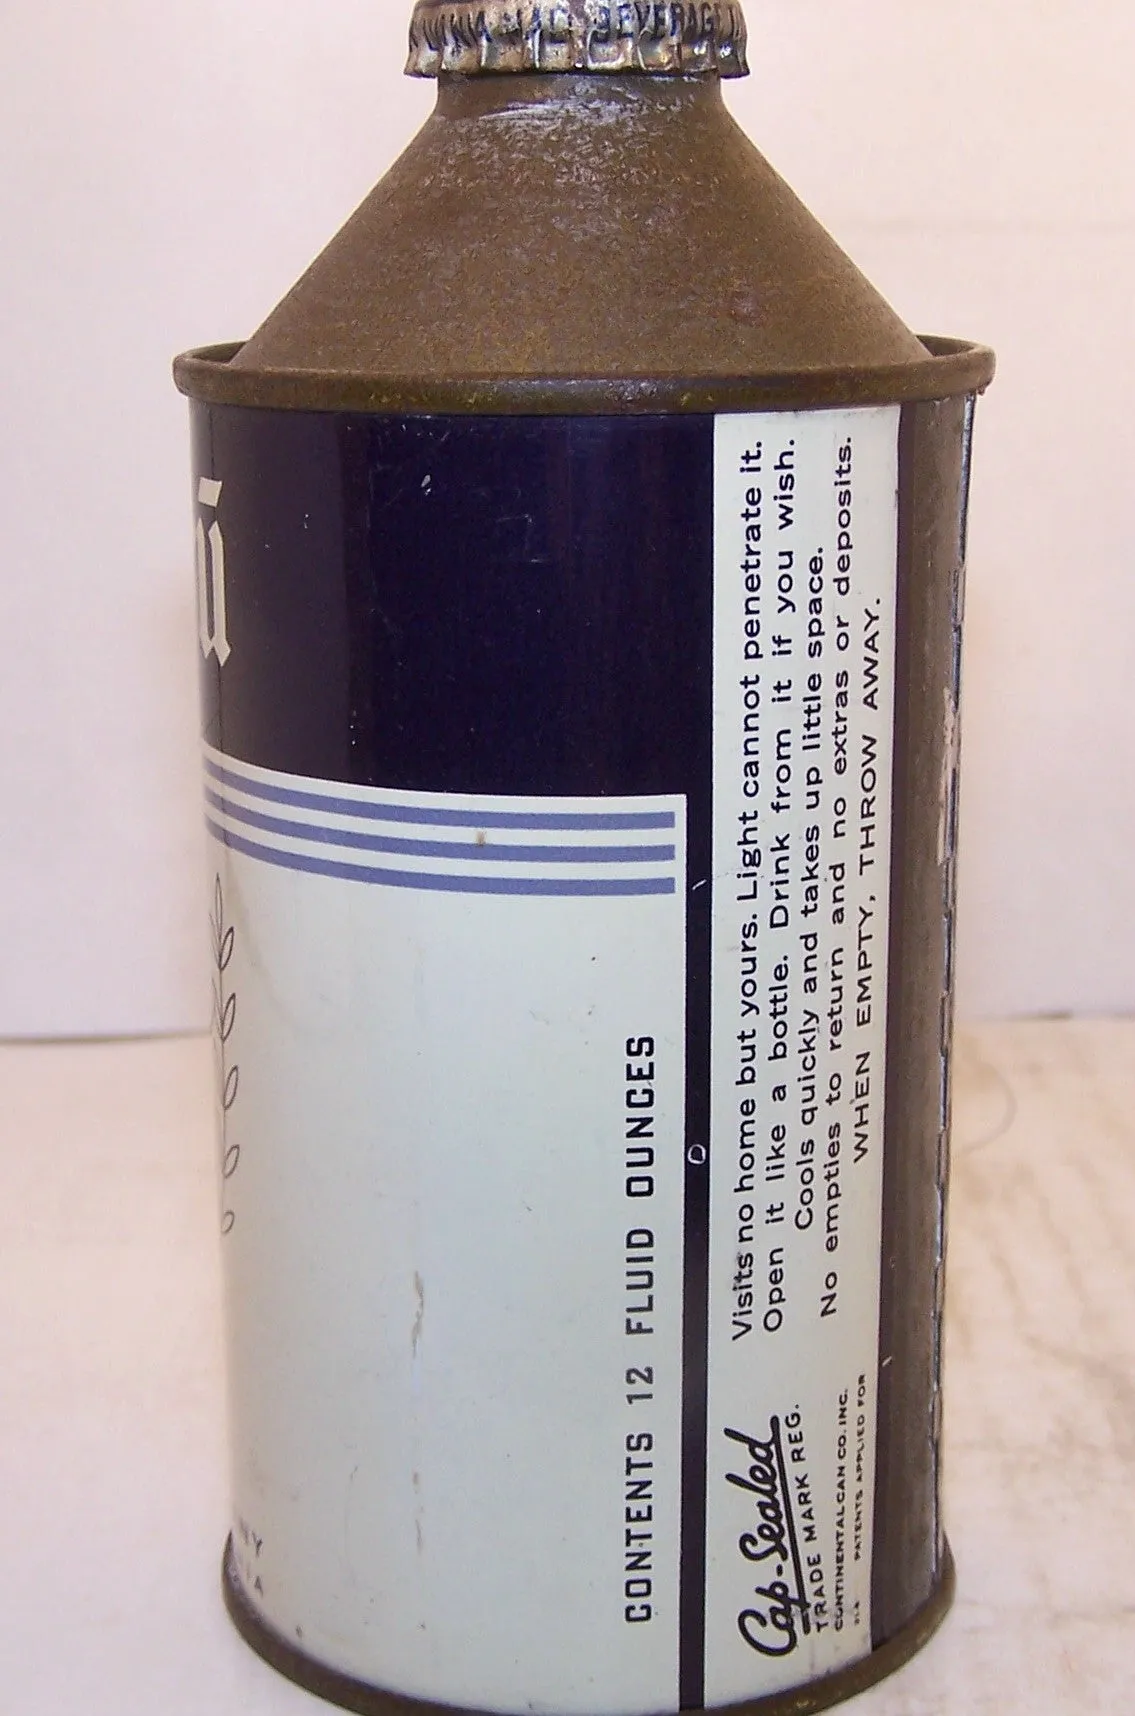 BEVERAGE
CONTENTS 12 FLUID OUNCES
Visits no home but yours. Light cannot penetrate it.
Open it like a bottle. Drink from it if you wish.
Cools quickly and takes up little space.
No empties to return and no extras or deposits.
WHEN EMPTY, THROW AWAY.
Cap-Sealed
TRADE MARK REG.
CONTINENTAL CAN CO. INC.
PATENTS APPLIED FOR